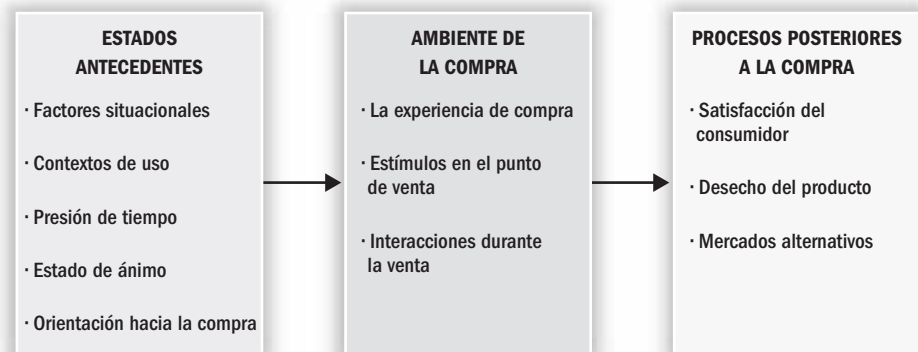 ESTADOS
ANTECEDENTES
· Factores situacionales
· Contextos de uso
· Presión de tiempo
· Estado de ánimo
· Orientación hacia la compra
AMBIENTE DE
LA COMPRA
· La experiencia de compra
· Estímulos en el punto
de venta
· Interacciones durante
la venta
PROCESOS POSTERIORES
A LA COMPRA
· Satisfacción del
consumidor
· Desecho del producto
· Mercados alternativos